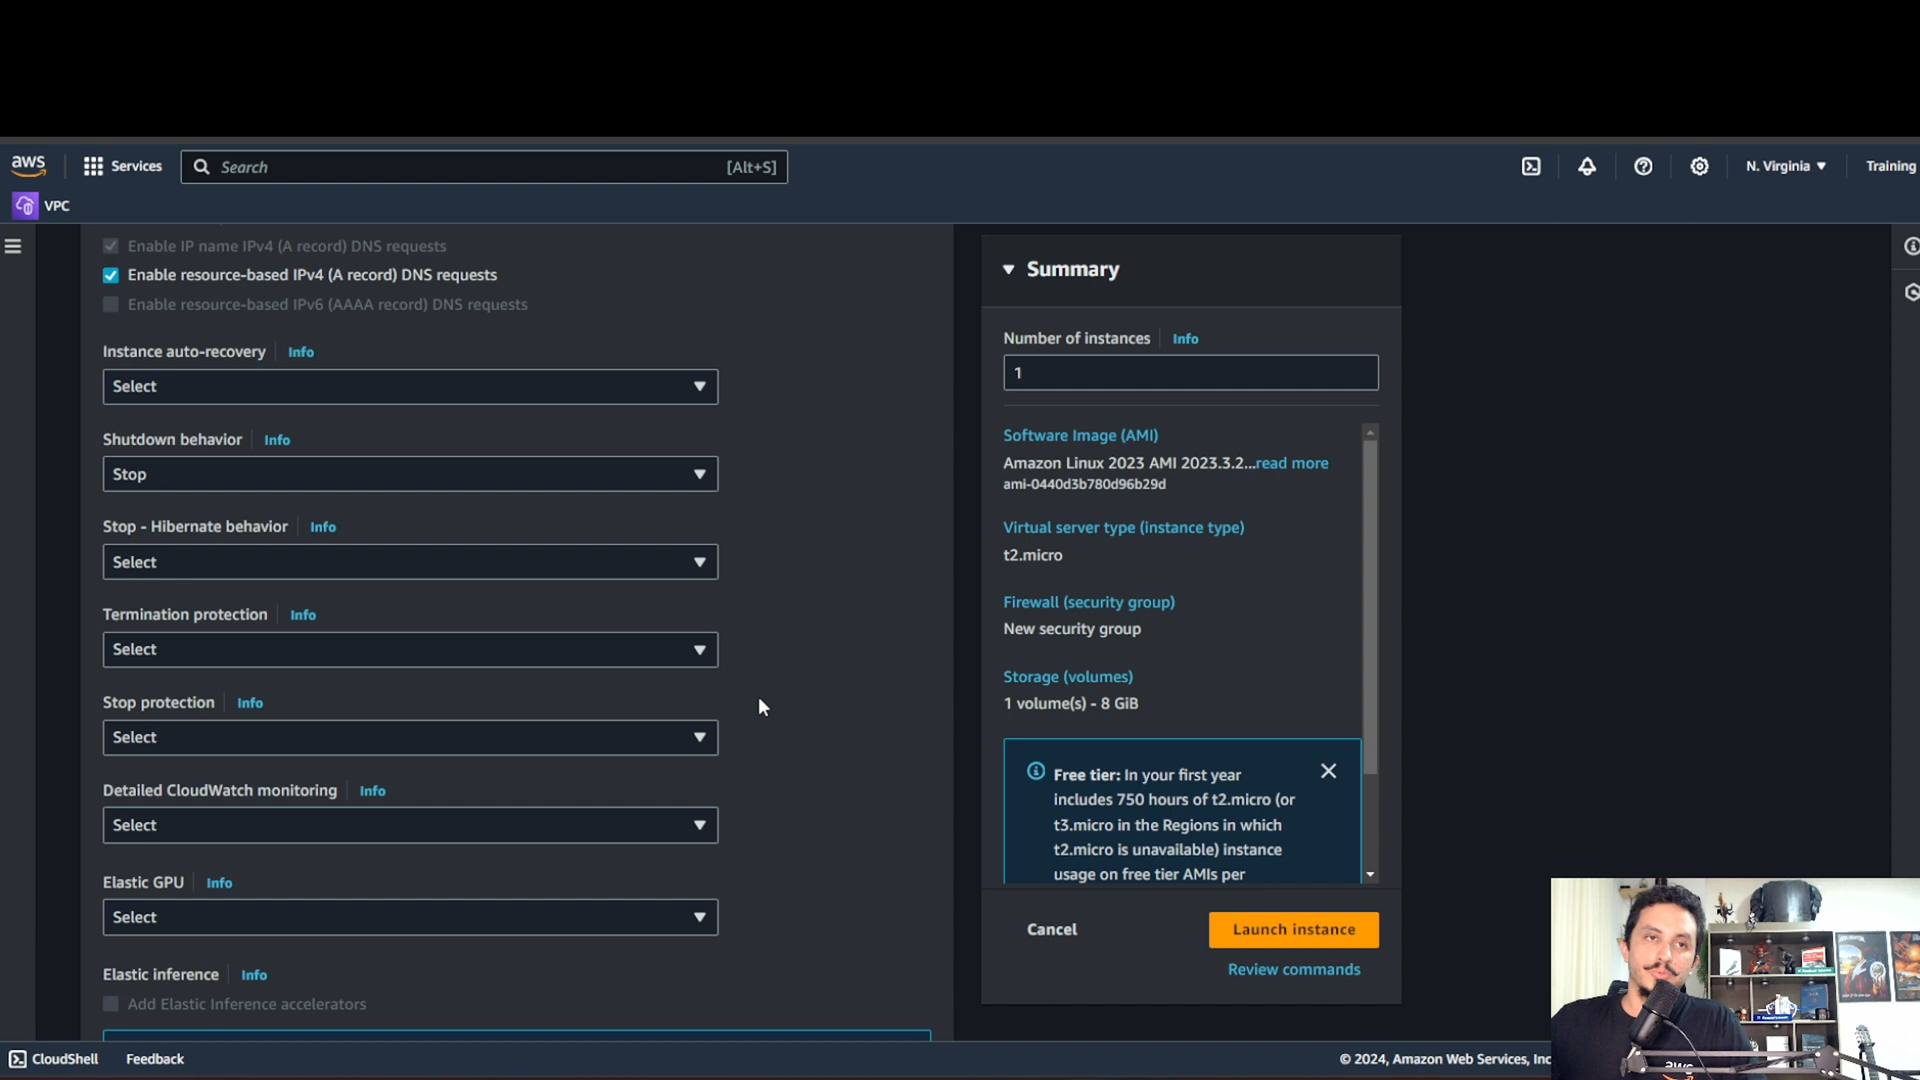 aws
Services
Search
[Alt+S]
N. Virginia
Training
VPC
Enable IP name IPv4 (A record) DNS requests
Enable resource-based IPv4 (A record) DNS requests
Enable resource-based IPv6 (AAAA record) DNS requests
Instance auto-recovery
Info
Select
Shutdown behavior
Info
Stop
Stop - Hibernate behavior
Info
Select
Termination protection
Info
Select
Stop protection
Info
Select
Detailed CloudWatch monitoring
Info
Select
Elastic GPU
Info
Select
Elastic inference
Info
Add Elastic Inference accelerators
Summary
Number of instances
Info
1
Software Image (AMI)
Amazon Linux 2023 AMI 2023.3.2...read more
ami-0440d3b780d96b29d
Virtual server type (instance type)
t2.micro
Firewall (security group)
New security group
Storage (volumes)
1 volume(s) - 8 GiB
Free tier: In your first year
includes 750 hours of t2.micro (or
t3.micro in the Regions in which
t2.micro is unavailable) instance
usage on free tier AMIs per
Cancel
Launch instance
Review commands
CloudShell
Feedback
© 2024, Amazon Web Services, Inc
aws